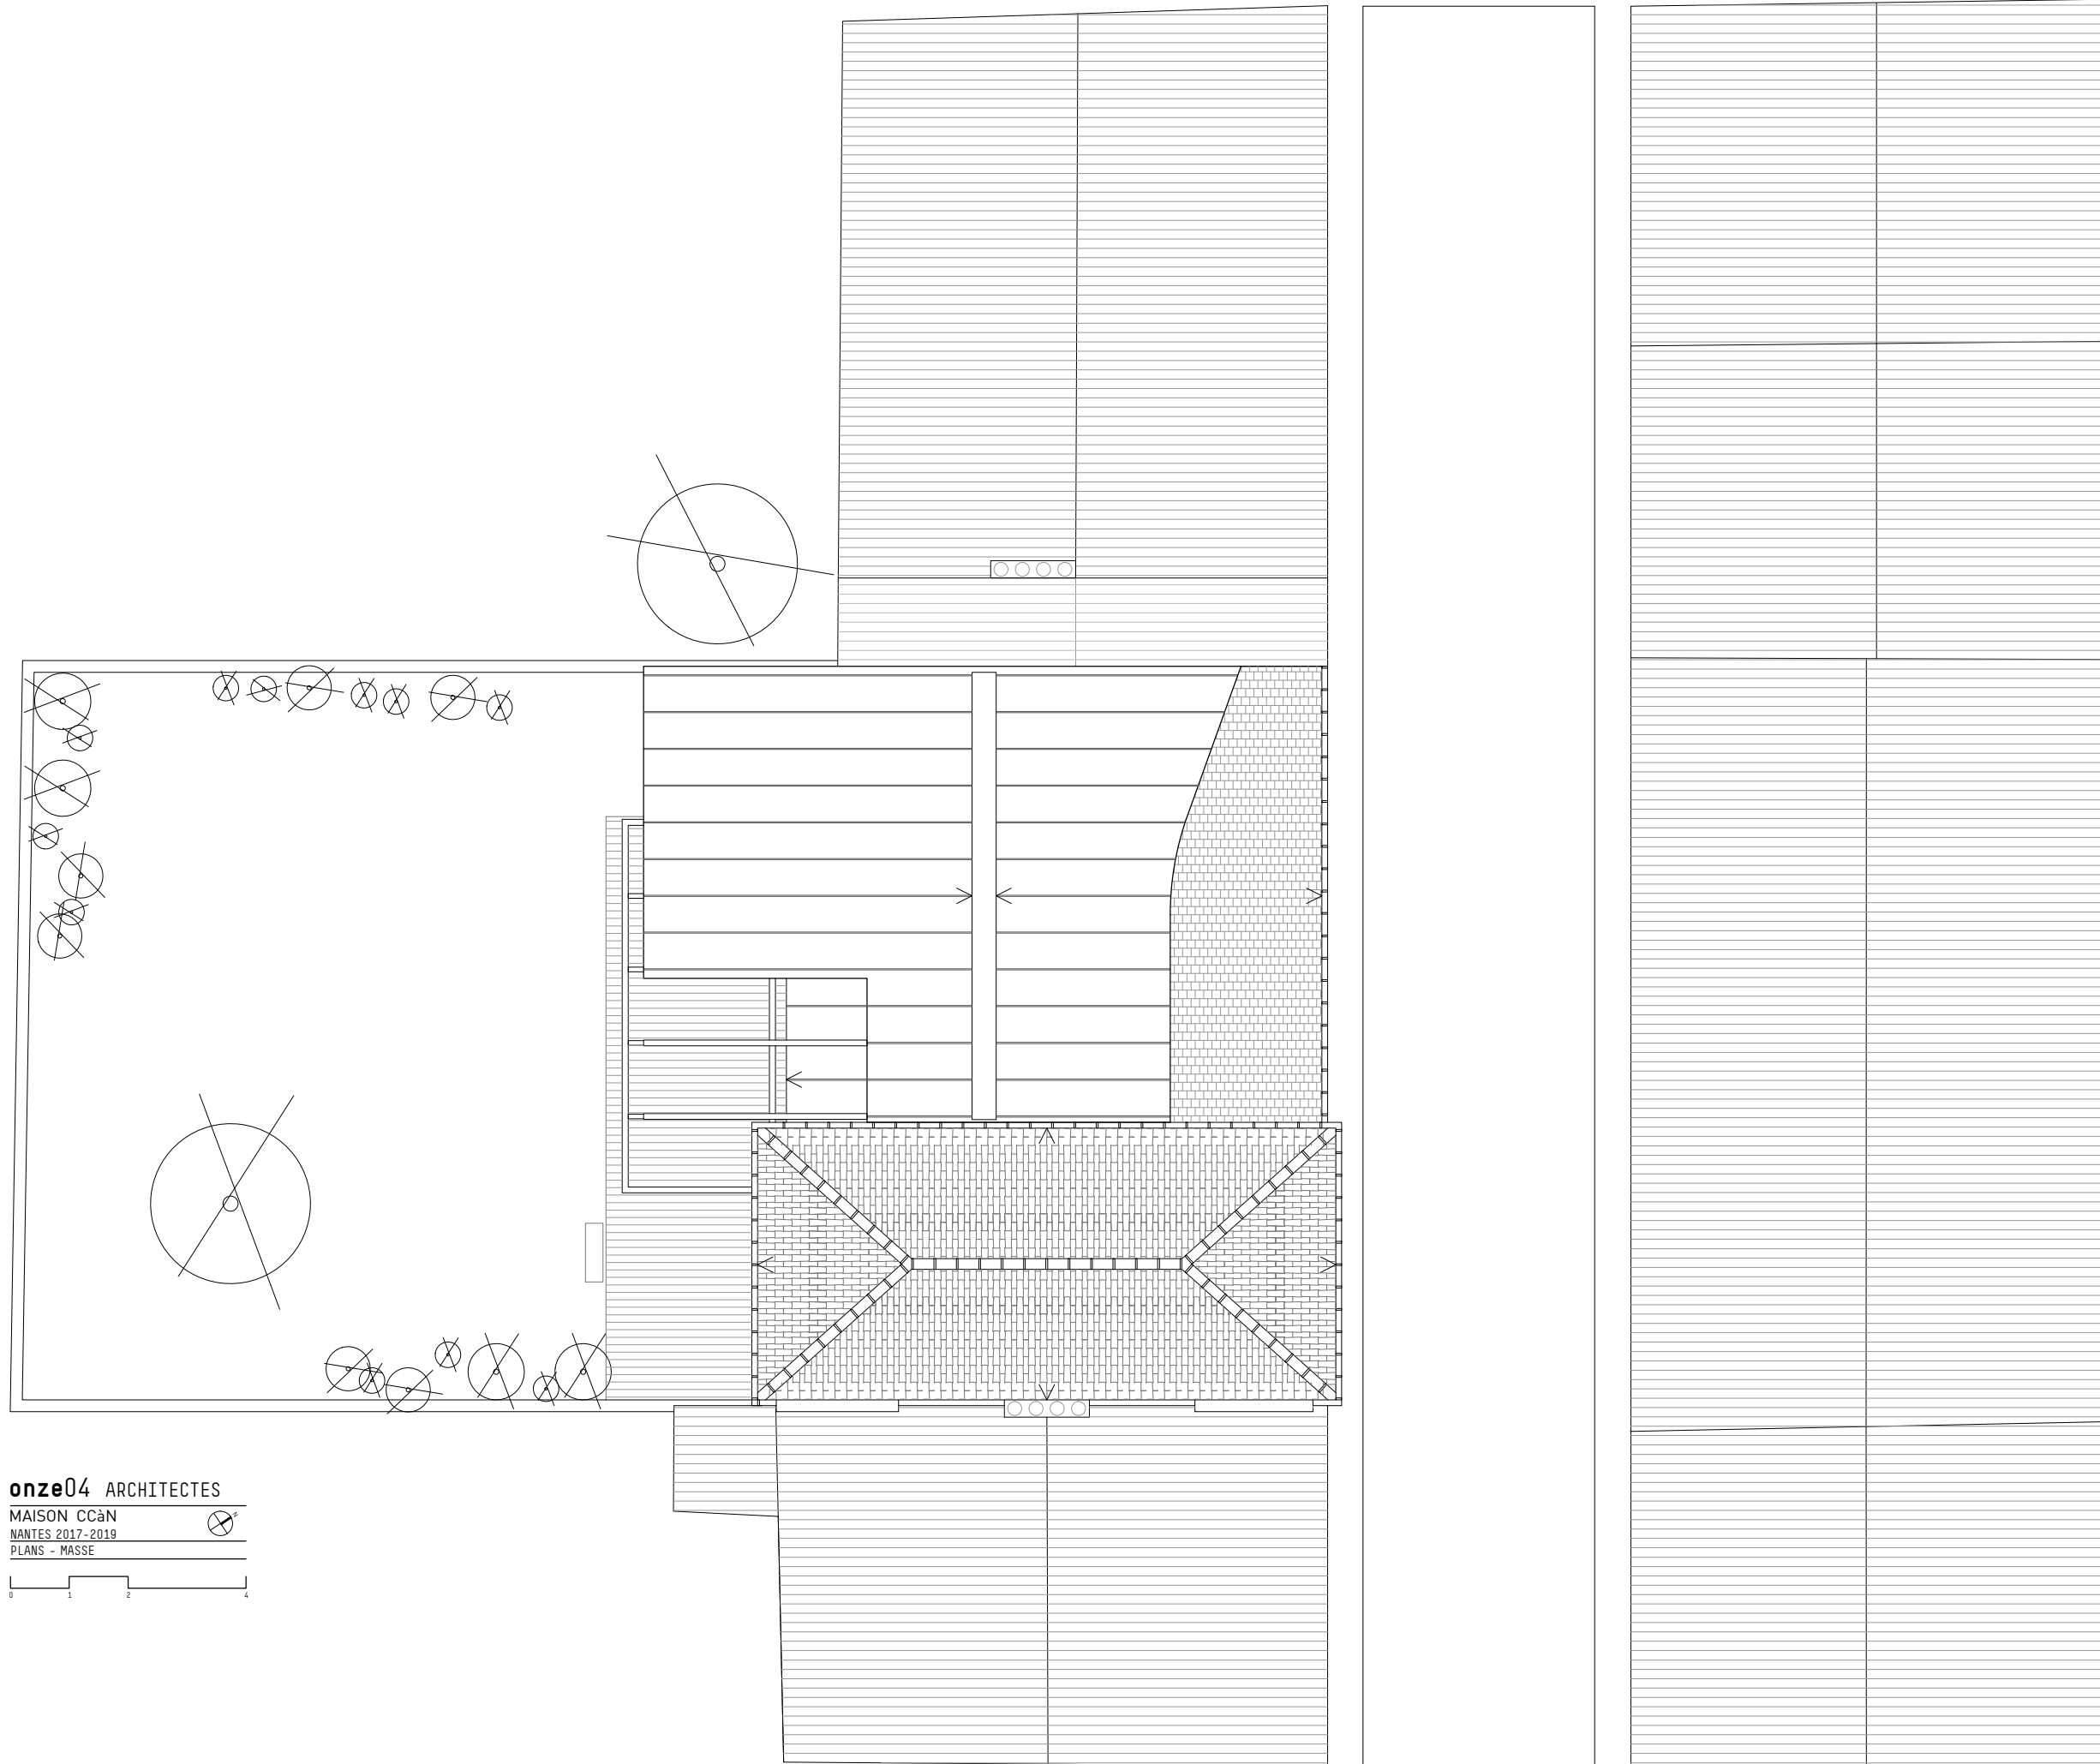 onze04 ARCHITECTES
MAISON CCàN
N
NANTES 2017-2019
PLANS - MASSE
0 1 2 4